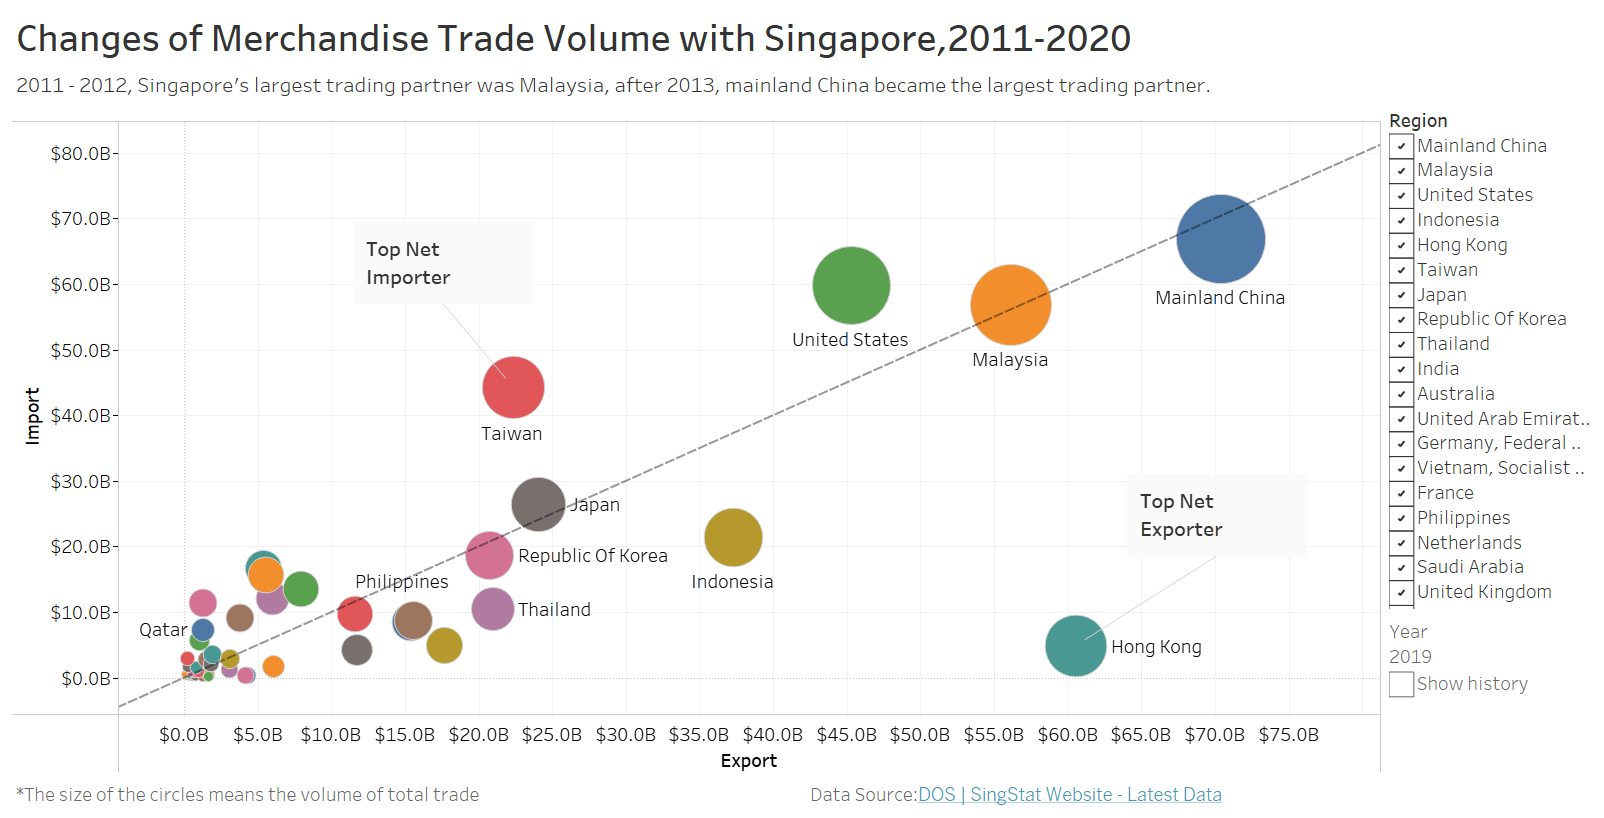 Changes of Merchandise Trade Volume with Singapore,2011-2020
2011 - 2012, Singapore's largest trading partner was Malaysia, after 2013, mainland China became the largest trading partner.
$80.0B
$70.0B
$60.0B
$50.0B
$40.0B
$30.0B
$20.0B
$10.0B
$0.0B
Import
Top Net
Importer
Mainland China
United States
Malaysia
Taiwan
Japan
Top Net
Exporter
Republic Of Korea
Indonesia
Philippines
Thailand
Qatar
Hong Kong
$0.0B
$5.0B
$10.0B
$15.0B
$20.0B
$25.0B
$30.0B
$35.0B
$40.0B
$45.0B
$50.0B
$55.0B
$60.0B
$65.0B
$70.0B
$75.0B
Export
Region
Mainland China
Malaysia
United States
Indonesia
Hong Kong
Taiwan
Japan
Republic Of Korea
Thailand
India
Australia
United Arab Emirat..
Germany, Federal ..
Vietnam, Socialist ..
France
Philippines
Netherlands
Saudi Arabia
United Kingdom
Year
2019
Show history
*The size of the circles means the volume of total trade
Data Source:DOS | SingStat Website - Latest Data